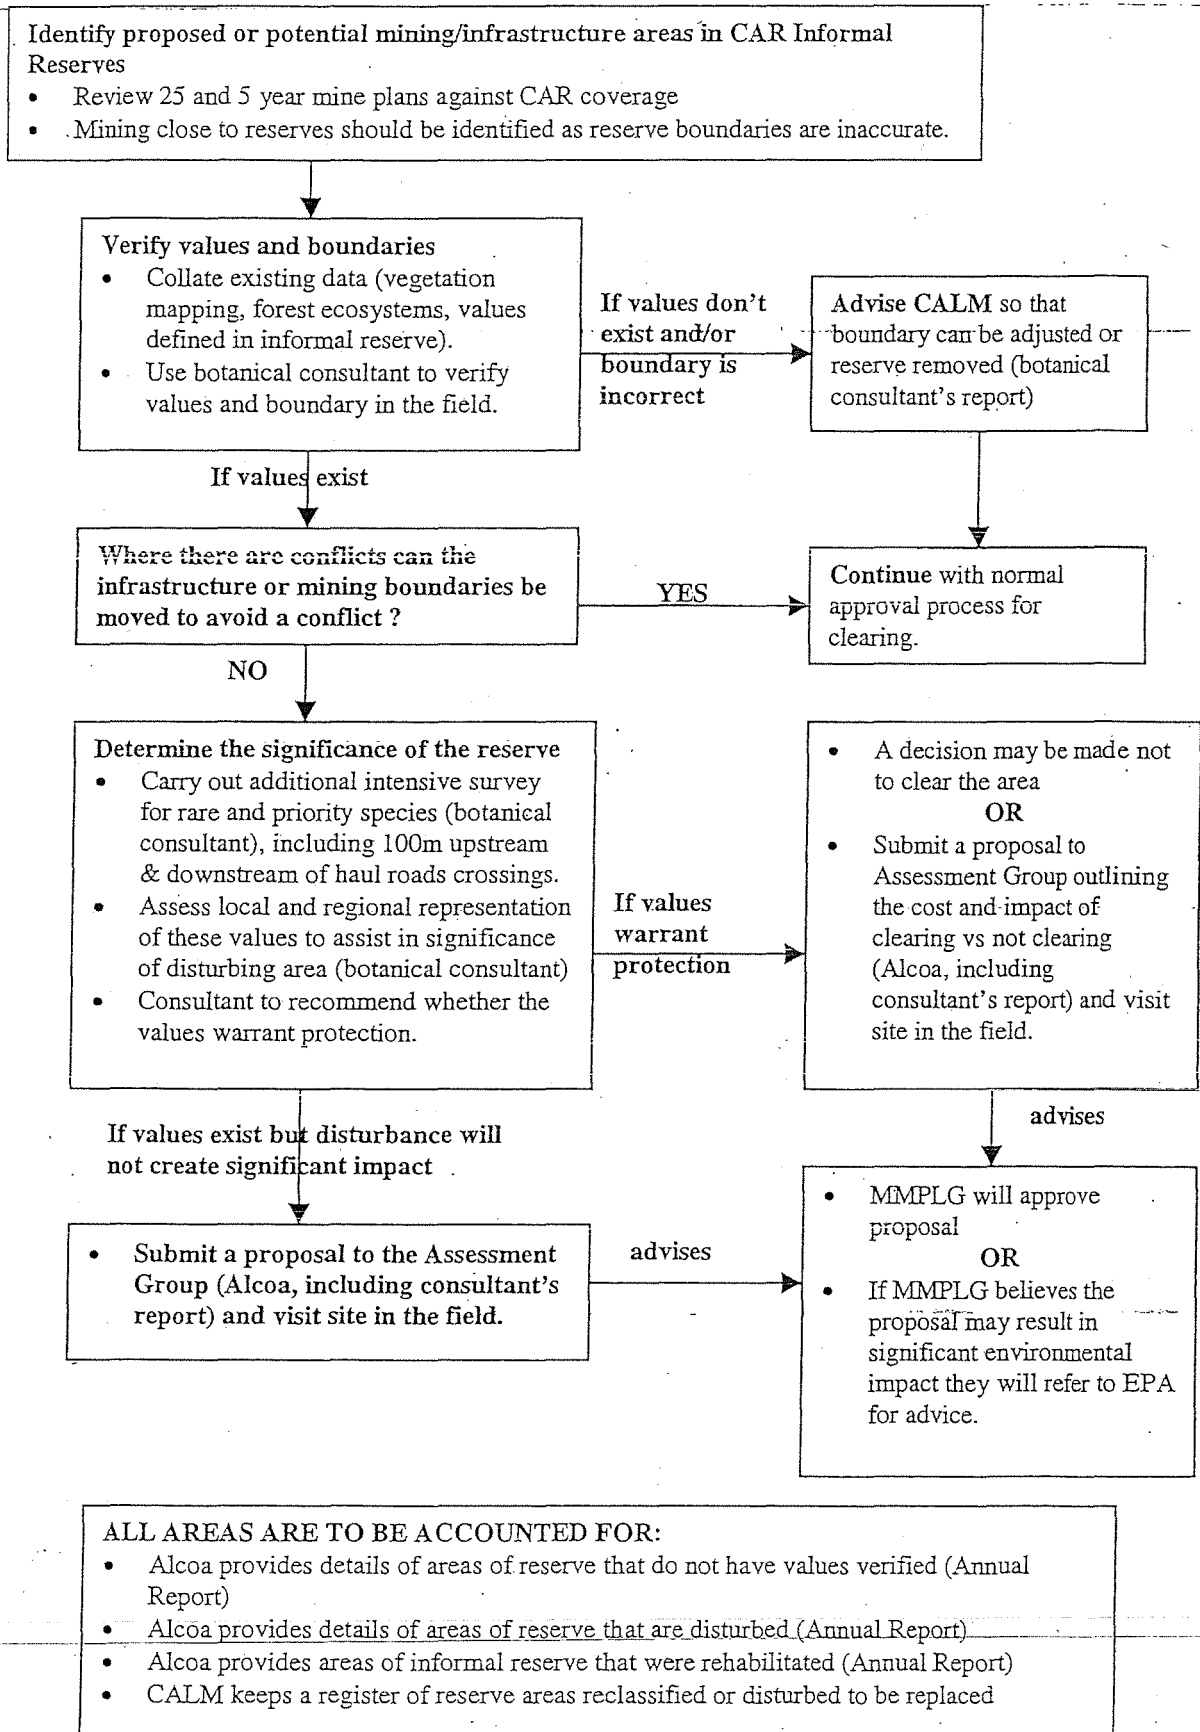 Identify proposed or potential mining/infrastructure areas in CAR Informal
Reserves
• Review 25 and 5 year mine plans against CAR coverage
• Mining close to reserves should be identified as reserve boundaries are inaccurate.
Verify values and boundaries
• Collate existing data (vegetation
mapping, forest ecosystems, values
defined in informal reserve).
• Use botanical consultant to verify
values and boundary in the field.
If values don't
exist and/or
boundary is
incorrect
Advise CALM so that
boundary can be adjusted or
reserve removed (botanical
consultant's report)
If values exist
Where there are conflicts can the
infrastructure or mining boundaries be
moved to avoid a conflict ?
YES
Continue with normal
approval process for
clearing.
NO
Determine the significance of the reserve
• Carry out additional intensive survey
for rare and priority species (botanical
consultant), including 100m upstream
& downstream of haul roads crossings.
• Assess local and regional representation
of these values to assist in significance
of disturbing area (botanical consultant)
• Consultant to recommend whether the
values warrant protection.
If values
warrant
protection
• A decision may be made not
to clear the area
OR
• Submit a proposal to
Assessment Group outlining
the cost and impact of
clearing vs not clearing
(Alcoa, including
consultant's report) and visit
site in the field.
advises
If values exist but disturbance will
not create significant impact
• Submit a proposal to the Assessment
Group (Alcoa, including consultant's
report) and visit site in the field.
advises
• MMPLG will approve
proposal
OR
• If MMPLG believes the
proposal may result in
significant environmental
impact they will refer to EPA
for advice.
ALL AREAS ARE TO BE ACCOUNTED FOR:
• Alcoa provides details of areas of reserve that do not have values verified (Annual
Report)
• Alcoa provides details of areas of reserve that are disturbed (Annual Report)
• Alcoa provides areas of informal reserve that were rehabilitated (Annual Report)
• CALM keeps a register of reserve areas reclassified or disturbed to be replaced